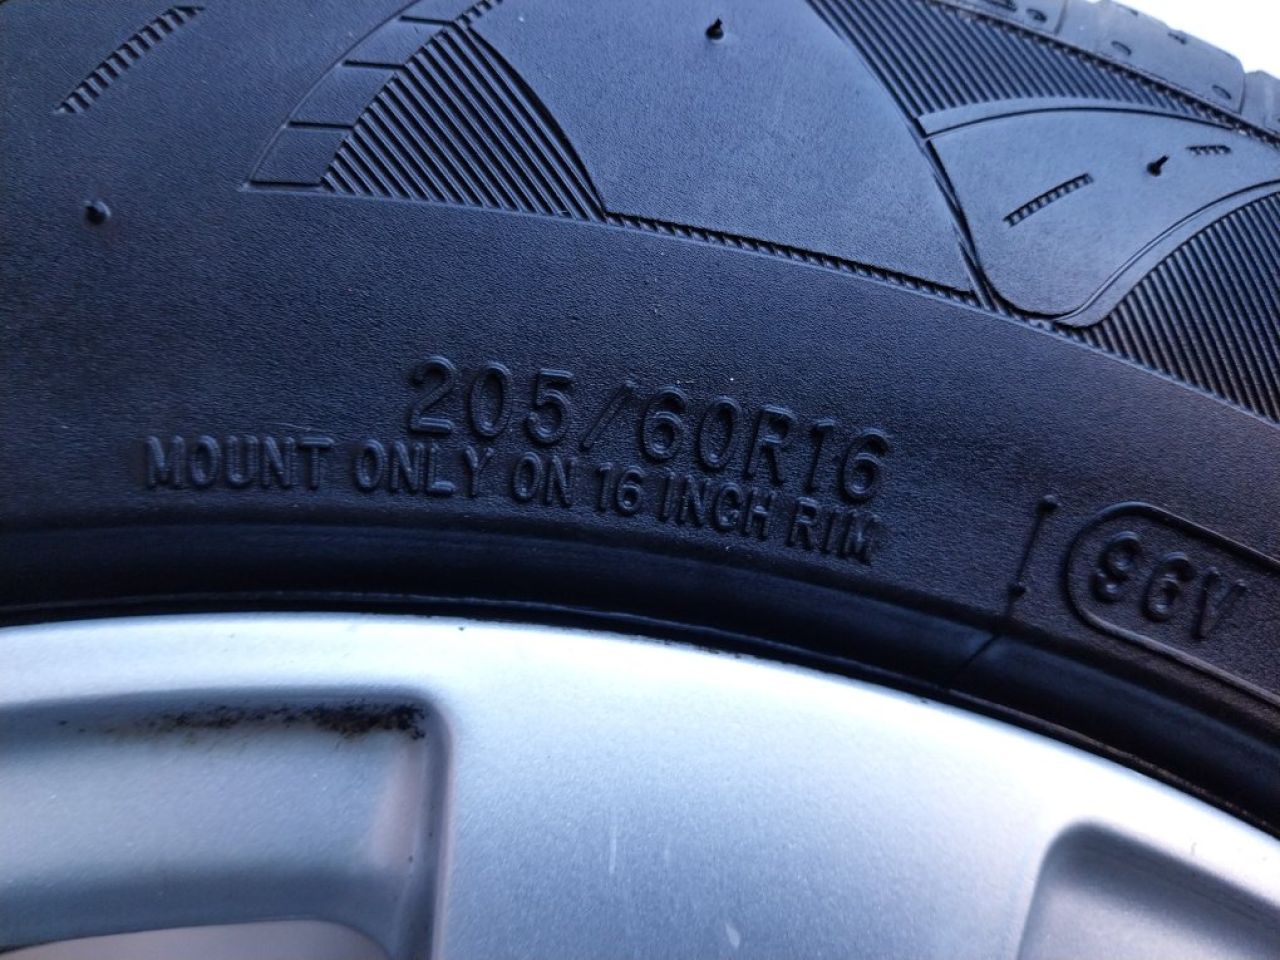 205/60R16
MOUNT ONLY ON 16 INCH RIM
96V